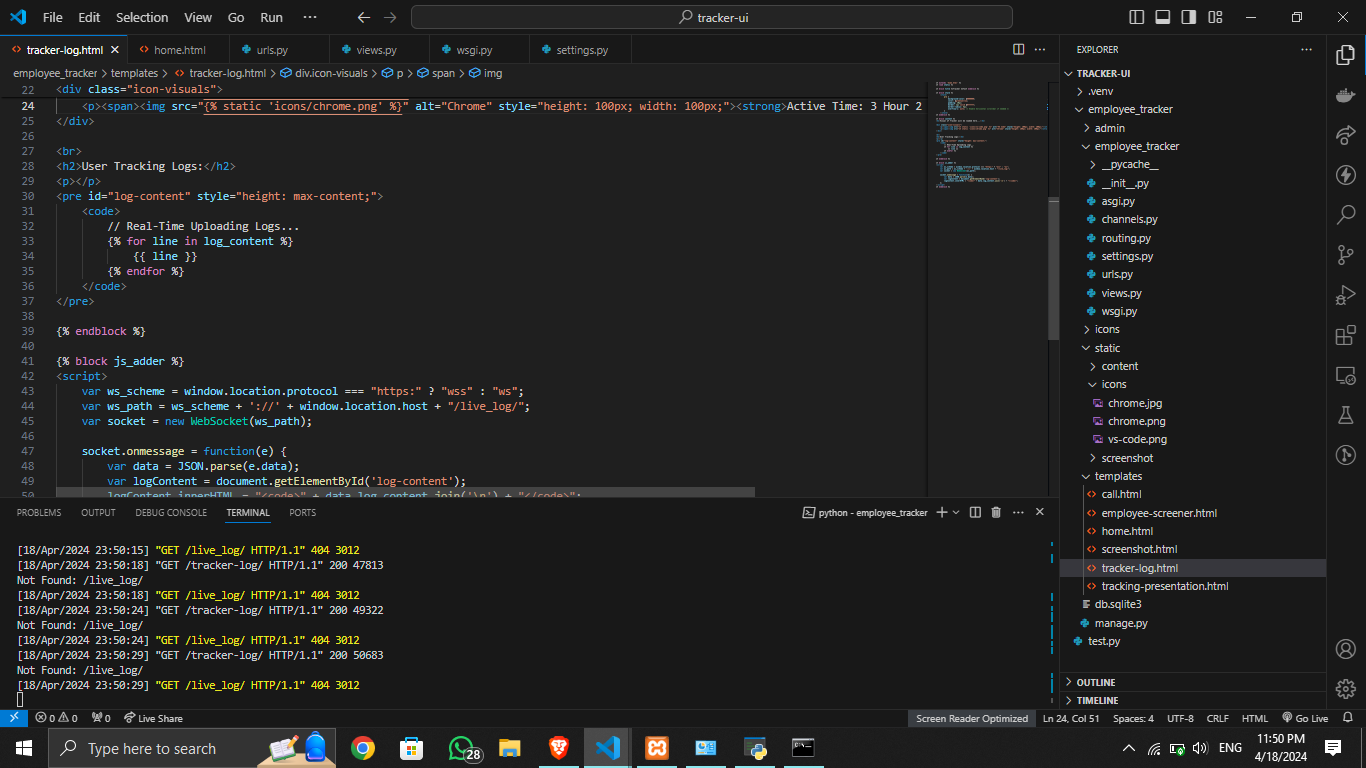 File Edit Selection View Go Run ··· tracker-ui
tracker-log.html home.html urls.py views.py wsgi.py settings.py
employee_tracker > templates > tracker-log.html > div.icon-visuals > p > span > img
22 <div class="icon-visuals">
24 <p><span><img src="{% static 'icons/chrome.png' %}" alt="Chrome" style="height: 100px; width: 100px;"><strong>Active Time: 3 Hour 2
25 </div>
26
27 <br>
28 <h2>User Tracking Logs:</h2>
29 <p></p>
30 <pre id="log-content" style="height: max-content;">
31 <code>
32 // Real-Time Uploading Logs...
33 {% for line in log_content %}
34 {{ line }}
35 {% endfor %}
36 </code>
37 </pre>
38
39 {% endblock %}
40
41 {% block js_adder %}
42 <script>
43 var ws_scheme = window.location.protocol === "https:" ? "wss" : "ws";
44 var ws_path = ws_scheme + '://' + window.location.host + "/live_log/";
45 var socket = new WebSocket(ws_path);
46
47 socket.onmessage = function(e) {
48 var data = JSON.parse(e.data);
49 var logContent = document.getElementById('log-content');
50 logContent.innerHTML = "<code>" + data.log_content.join('\n') + "</code>";
PROBLEMS OUTPUT DEBUG CONSOLE TERMINAL PORTS
python - employee_tracker
[18/Apr/2024 23:50:15] "GET /live_log/ HTTP/1.1" 404 3012
[18/Apr/2024 23:50:18] "GET /tracker-log/ HTTP/1.1" 200 47813
Not Found: /live_log/
[18/Apr/2024 23:50:18] "GET /live_log/ HTTP/1.1" 404 3012
[18/Apr/2024 23:50:24] "GET /tracker-log/ HTTP/1.1" 200 49322
Not Found: /live_log/
[18/Apr/2024 23:50:24] "GET /live_log/ HTTP/1.1" 404 3012
[18/Apr/2024 23:50:29] "GET /tracker-log/ HTTP/1.1" 200 50683
Not Found: /live_log/
[18/Apr/2024 23:50:29] "GET /live_log/ HTTP/1.1" 404 3012
EXPLORER
TRACKER-UI
.venv
employee_tracker
admin
employee_tracker
__pycache__
__init__.py
asgi.py
channels.py
routing.py
settings.py
urls.py
views.py
wsgi.py
icons
static
content
icons
chrome.jpg
chrome.png
vs-code.png
screenshot
templates
call.html
employee-screener.html
home.html
screenshot.html
tracker-log.html
tracking-presentation.html
db.sqlite3
manage.py
test.py
OUTLINE
TIMELINE
0 0 0 Live Share Screen Reader Optimized Ln 24, Col 51 Spaces: 4 UTF-8 CRLF HTML Go Live
Type here to search 28 ENG 11:50 PM
4/18/2024